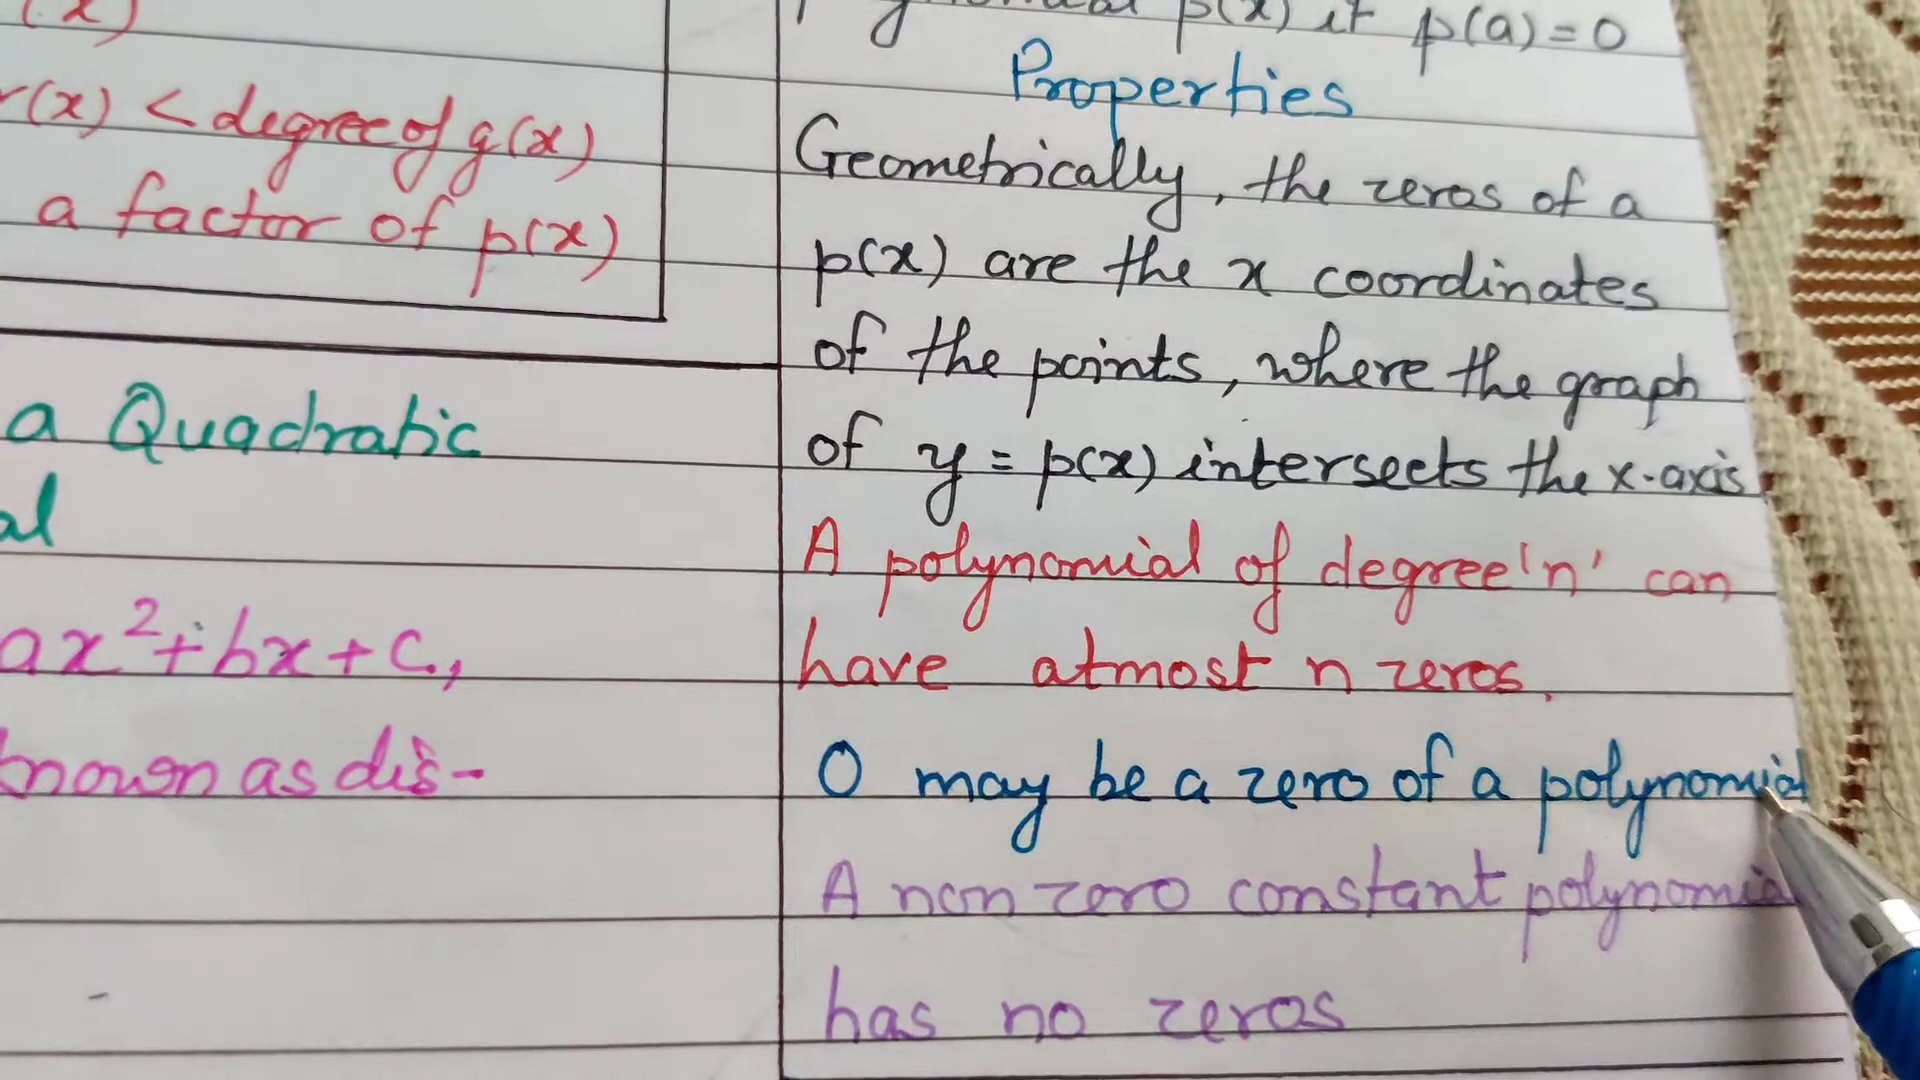 (x)
r(x) < degree of g(x)
a factor of p(x)
a Quadratic
al
ax²+bx+c,
known as dis-
p(x) if p(a)=0
Properties
Geometrically, the zeros of a
p(x) are the x coordinates
of the points, where the graph
of y = p(x) intersects the x-axis
A polynomial of degree 'n' can
have atmost n zeros.
0 may be a zero of a polynomial
A non zero constant polynomia
has no zeros